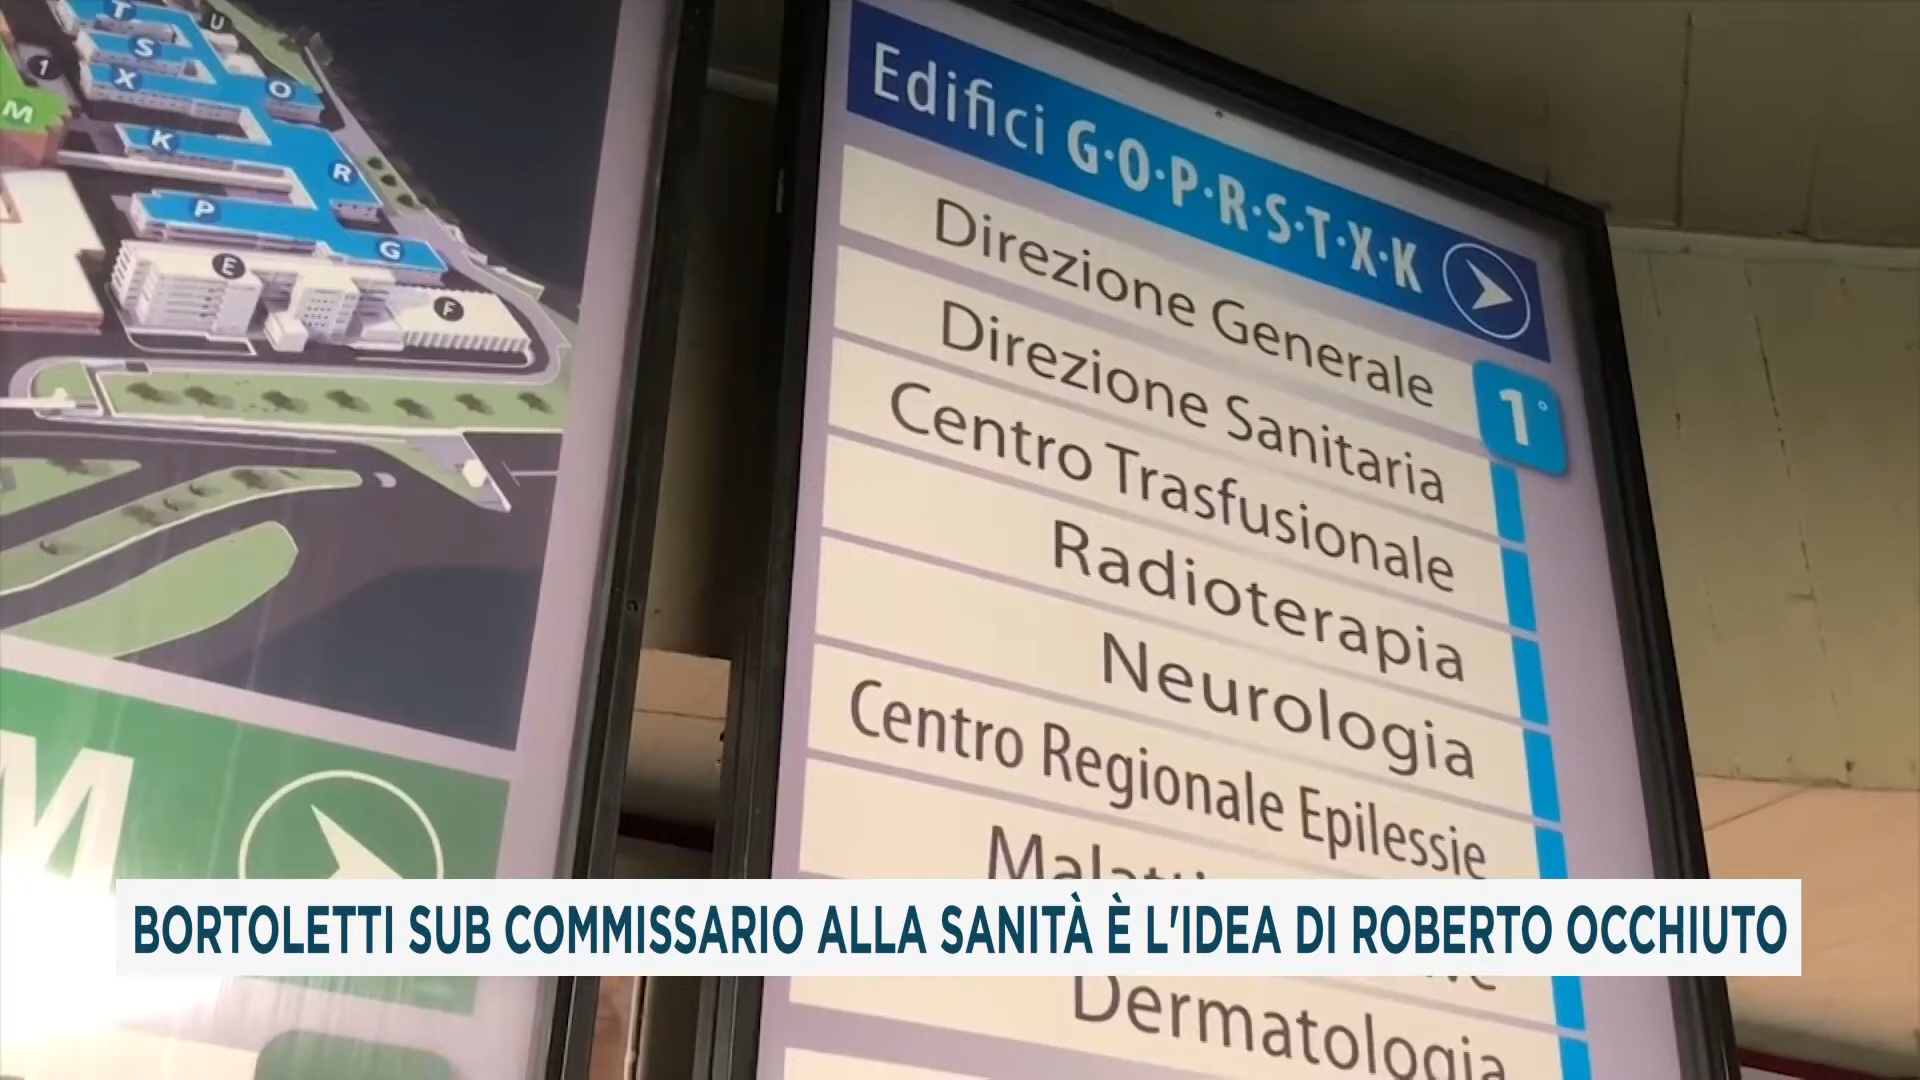 T
U
S
1
X
O
M
K
R
P
G
E
F
Edifici G·O·P·R·S·T·X·K
Direzione Generale
1°
Direzione Sanitaria
Centro Trasfusionale
Radioterapia
Neurologia
Centro Regionale Epilessie
M
BORTOLETTI SUB COMMISSARIO ALLA SANITÀ È L'IDEA DI ROBERTO OCCHIUTO
Dermatologia